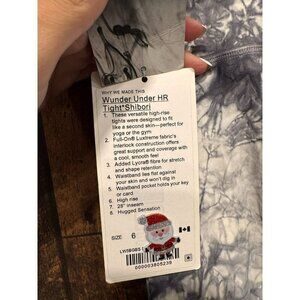 WHY WE MADE THIS
Wunder Under HR
Tight*Shibori
1. These versatile high-rise
tights were designed to fit
like a second skin—perfect for
yoga or the gym
2. Full-On® Luxtreme fabric's
interlock construction offers
great support and coverage with
a cool, smooth feel
3. Added Lycra® fibre for stretch
and shape retention
4. Waistband lies flat against
your skin and won't dig in
5. Waistband pocket holds your key
or card
6. High rise
7. 28" inseam
8. Hugged Sensation
SIZE 6
000003805239